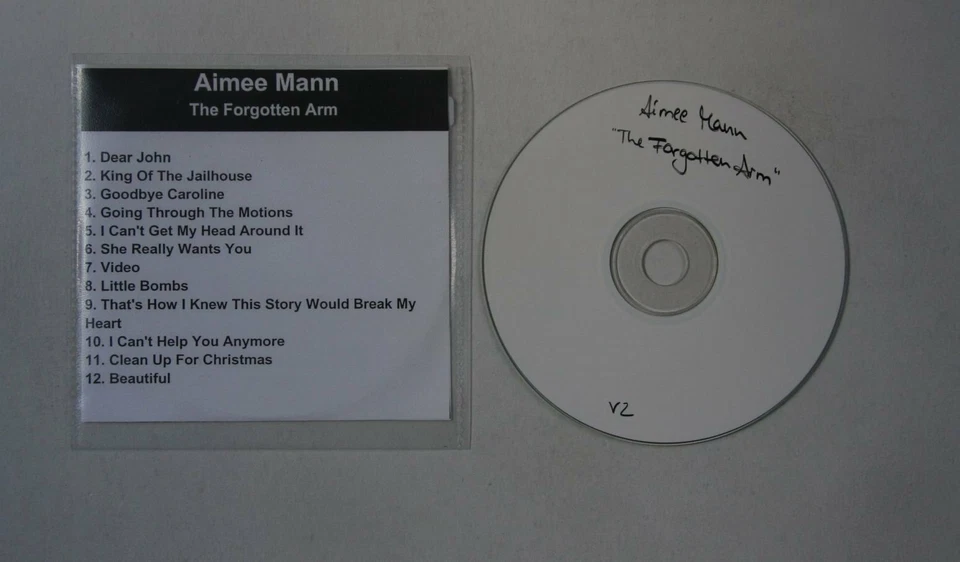 Aimee Mann
The Forgotten Arm
1. Dear John
2. King Of The Jailhouse
3. Goodbye Caroline
4. Going Through The Motions
5. I Can't Get My Head Around It
6. She Really Wants You
7. Video
8. Little Bombs
9. That's How I Knew This Story Would Break My
Heart
10. I Can't Help You Anymore
11. Clean Up For Christmas
12. Beautiful
Aimee Mann
"The Forgotten Arm"
V2